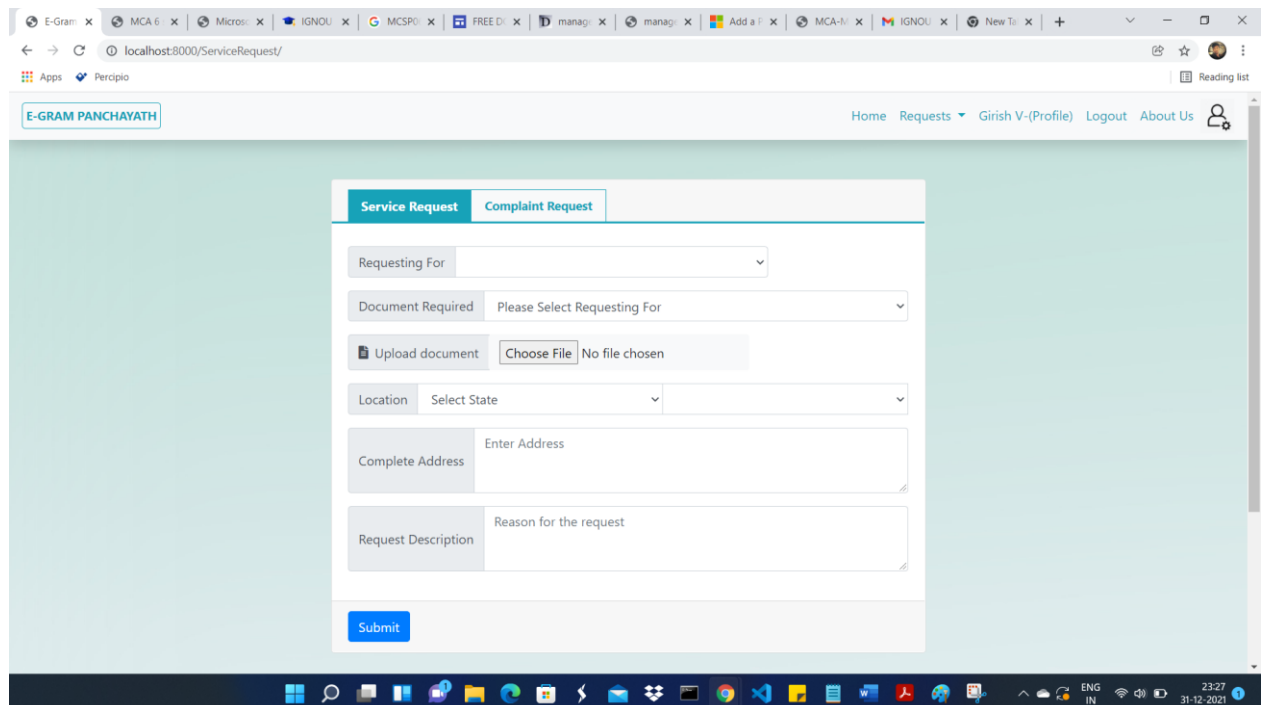 E-Gram
MCA 6
Microso
IGNOU
MCSP0
FREE
manage
manage
Add a
MCA-M
IGNOU
New Ta
localhost:8000/ServiceRequest/
Apps Percipio Reading list
E-GRAM PANCHAYATH Home Requests Girish V-(Profile) Logout About Us
Service Request Complaint Request
Requesting For
Document Required Please Select Requesting For
Upload document Choose File No file chosen
Location Select State
Complete Address Enter Address
Request Description Reason for the request
Submit
ENG 23:27
IN 31-12-2021 1